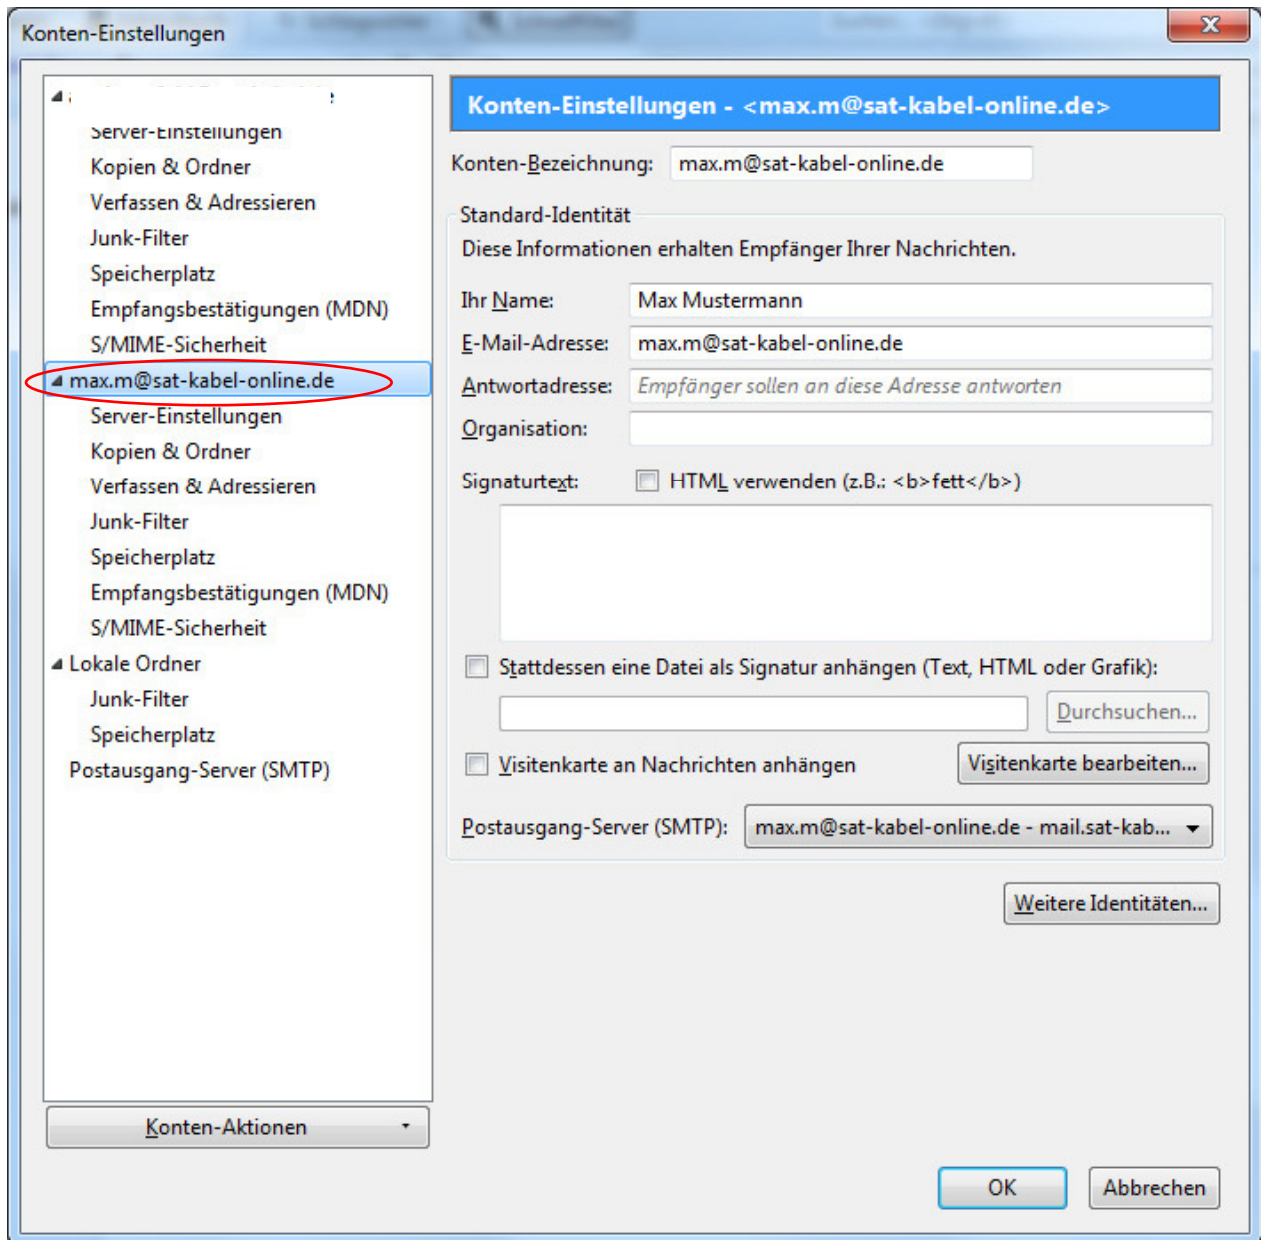 Konten-Einstellungen
Server-Einstellungen
Kopien & Ordner
Verfassen & Adressieren
Junk-Filter
Speicherplatz
Empfangsbestätigungen (MDN)
S/MIME-Sicherheit
max.m@sat-kabel-online.de
Server-Einstellungen
Kopien & Ordner
Verfassen & Adressieren
Junk-Filter
Speicherplatz
Empfangsbestätigungen (MDN)
S/MIME-Sicherheit
Lokale Ordner
Junk-Filter
Speicherplatz
Postausgang-Server (SMTP)
Konten-Aktionen
Konten-Einstellungen - <max.m@sat-kabel-online.de>
Konten-Bezeichnung: max.m@sat-kabel-online.de
Standard-Identität
Diese Informationen erhalten Empfänger Ihrer Nachrichten.
Ihr Name: Max Mustermann
E-Mail-Adresse: max.m@sat-kabel-online.de
Antwortadresse: Empfänger sollen an diese Adresse antworten
Organisation:
Signaturtext: HTML verwenden (z.B.: <b>fett</b>)
Stattdessen eine Datei als Signatur anhängen (Text, HTML oder Grafik):
Durchsuchen...
Visitenkarte an Nachrichten anhängen Visitenkarte bearbeiten...
Postausgang-Server (SMTP): max.m@sat-kabel-online.de - mail.sat-kab...
Weitere Identitäten...
OK Abbrechen